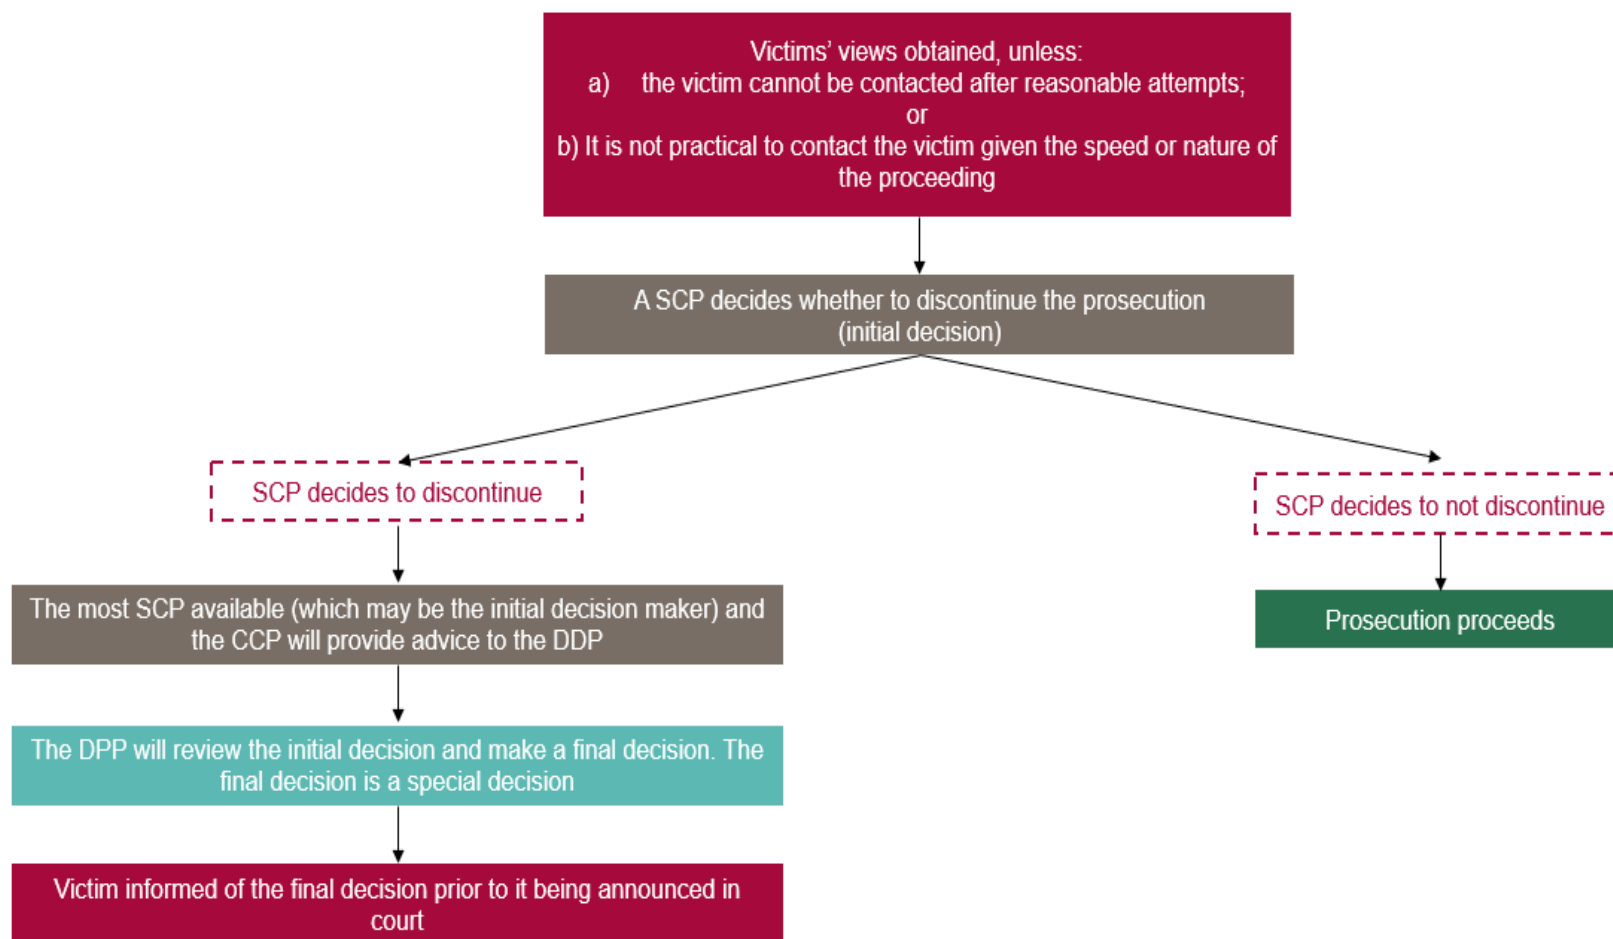 Victims’ views obtained, unless:
a) the victim cannot be contacted after reasonable attempts;
or
b) It is not practical to contact the victim given the speed or nature of
the proceeding
A SCP decides whether to discontinue the prosecution
(initial decision)
SCP decides to discontinue
SCP decides to not discontinue
The most SCP available (which may be the initial decision maker) and
the CCP will provide advice to the DDP
Prosecution proceeds
The DPP will review the initial decision and make a final decision. The
final decision is a special decision
Victim informed of the final decision prior to it being announced in
court